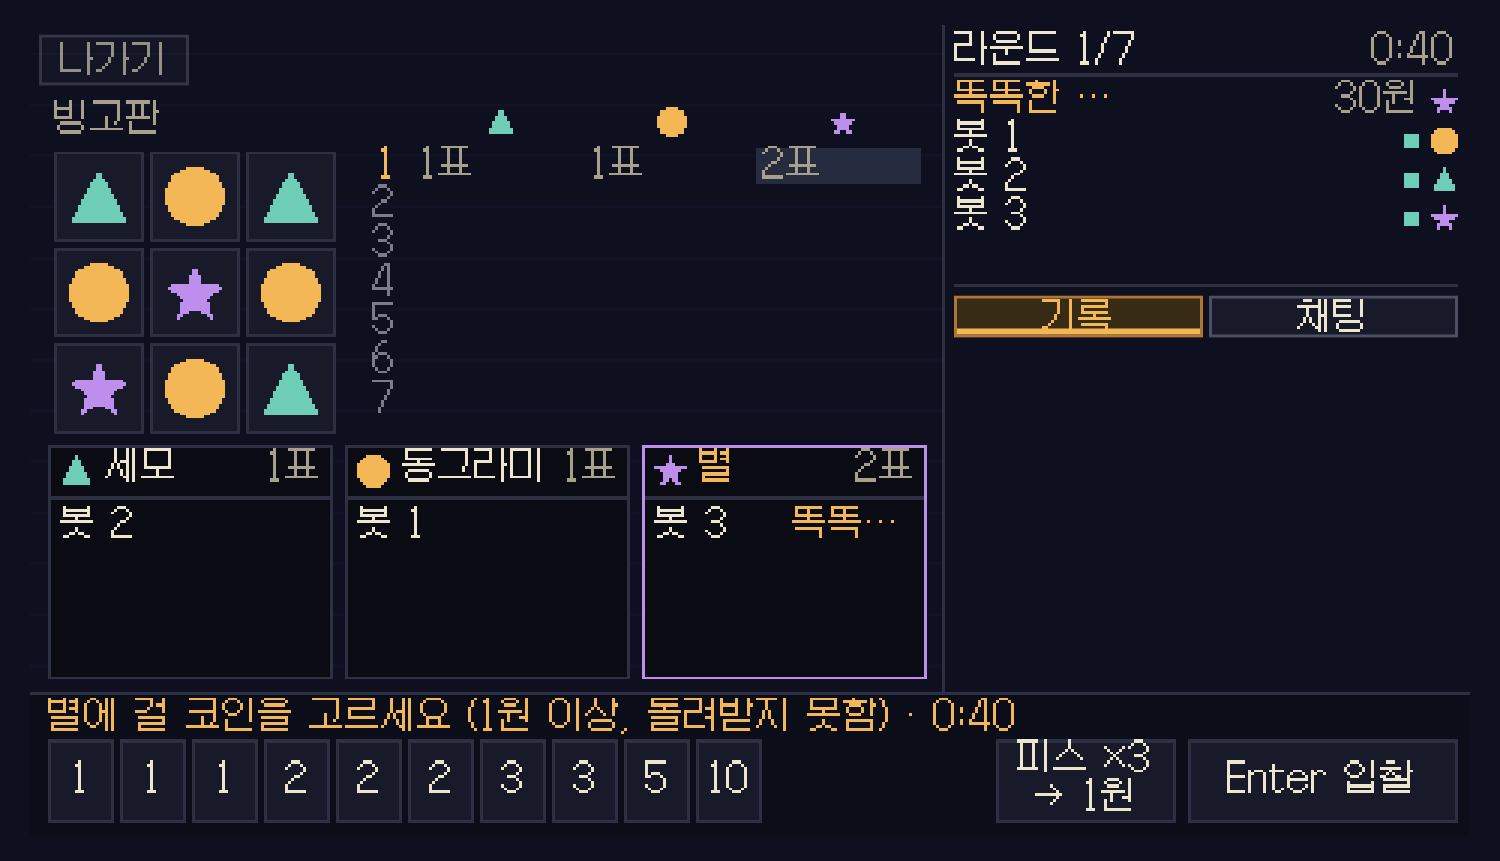 나가기
빙고판
1 1표 1표 2표
2
3
4
5
6
7
세모 1표
봇 2
동그라미 1표
봇 1
별 2표
봇 3 똑똑…
라운드 1/7 0:40
똑똑한 … 30원
봇 1
봇 2
봇 3
기록 채팅
별에 걸 코인을 고르세요 (1원 이상, 돌려받지 못함) · 0:40
1 1 1 2 2 2 3 3 5 10
피스 ×3
→ 1원
Enter 입찰